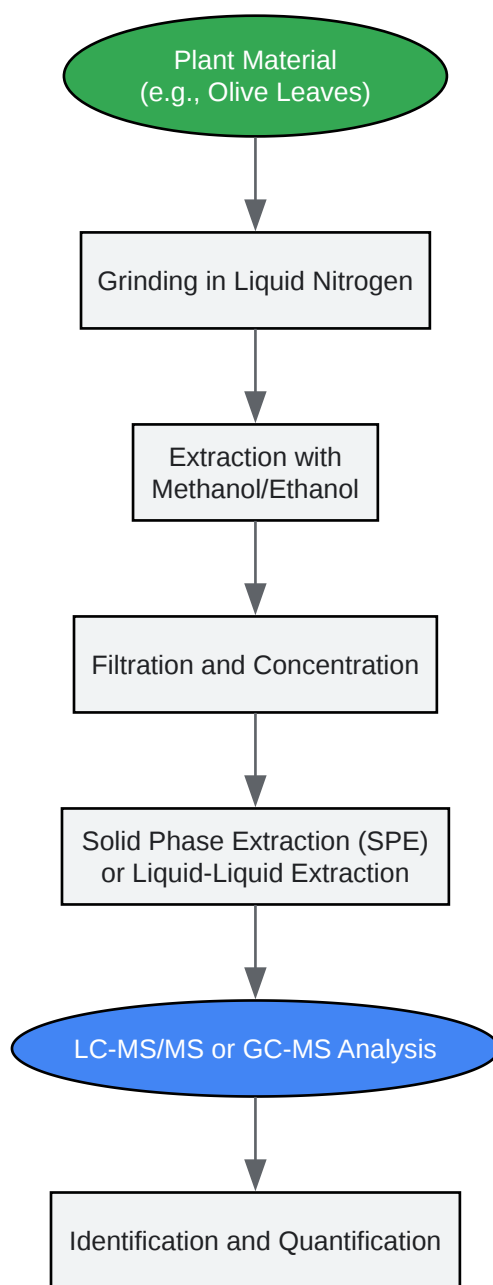 Plant Material
(e.g., Olive Leaves)
Grinding in Liquid Nitrogen
Extraction with
Methanol/Ethanol
Filtration and Concentration
Solid Phase Extraction (SPE)
or Liquid-Liquid Extraction
LC-MS/MS or GC-MS Analysis
Identification and Quantification